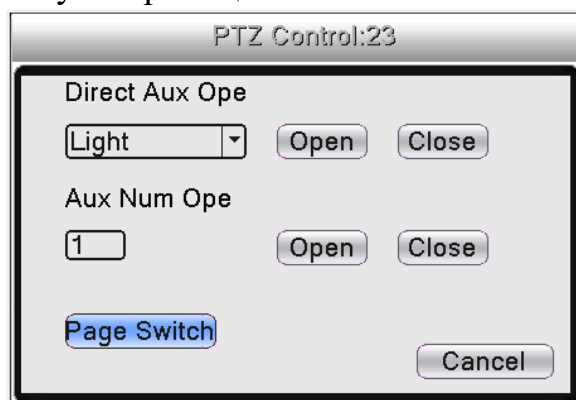 PTZ Control:23
Direct Aux Ope
Light Open Close
Aux Num Ope
1 Open Close
Page Switch
Cancel